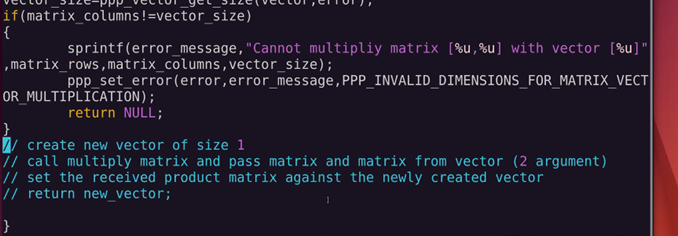 vector_size=ppp_vector_get_size(vector,error);
if(matrix_columns!=vector_size)
{
sprintf(error_message,"Cannot multipliy matrix [%u,%u] with vector [%u]"
,matrix_rows,matrix_columns,vector_size);
ppp_set_error(error,error_message,PPP_INVALID_DIMENSIONS_FOR_MATRIX_VECT
OR_MULTIPLICATION);
return NULL;
}
// create new vector of size 1
// call multiply matrix and pass matrix and matrix from vector (2 argument)
// set the received product matrix against the newly created vector
// return new_vector;
}